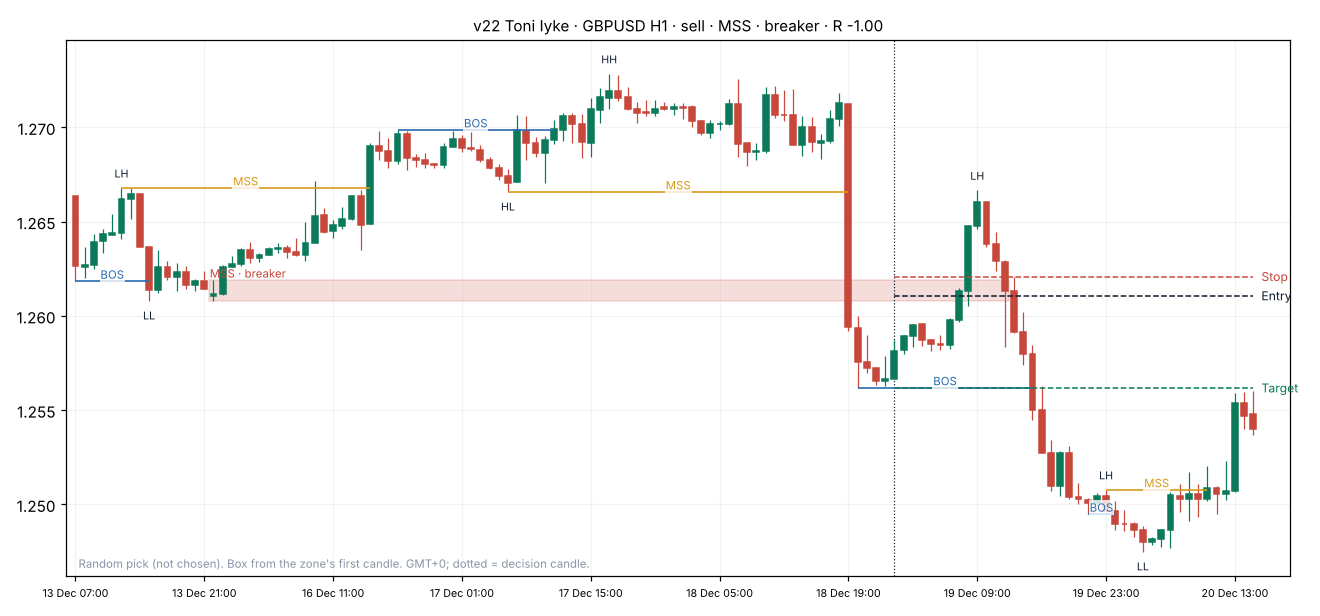 v22 Toni Iyke · GBPUSD H1 · sell · MSS · breaker · R -1.00
HH
1.270
BOS
LH
MSS
MSS
LH
HL
1.265
BOS
MSS · breaker
Stop
Entry
LL
1.260
BOS
Target
1.255
LH
MSS
1.250
BOS
LL
Random pick (not chosen). Box from the zone's first candle. GMT+0; dotted = decision candle.
13 Dec 07:00
13 Dec 21:00
16 Dec 11:00
17 Dec 01:00
17 Dec 15:00
18 Dec 05:00
18 Dec 19:00
19 Dec 09:00
19 Dec 23:00
20 Dec 13:00